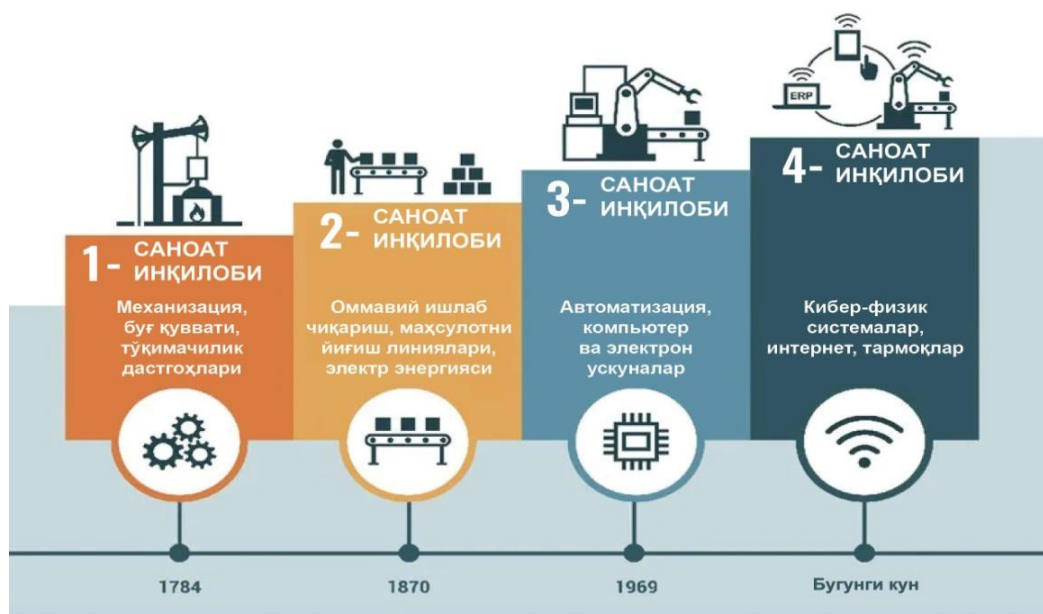 ERP
1- САНОАТ
ИНҚИЛОБИ
Механизация,
буғ қуввати,
тўқимачилик
дастгоҳлари
2- САНОАТ
ИНҚИЛОБИ
Оммавий ишлаб
чиқариш, маҳсулотни
йиғиш линиялари,
электр энергияси
3- САНОАТ
ИНҚИЛОБИ
Автоматизация,
компьютер
ва электрон
ускуналар
4- САНОАТ
ИНҚИЛОБИ
Кибер-физик
системалар,
интернет, тармоқлар
1784
1870
1969
Бугунги кун